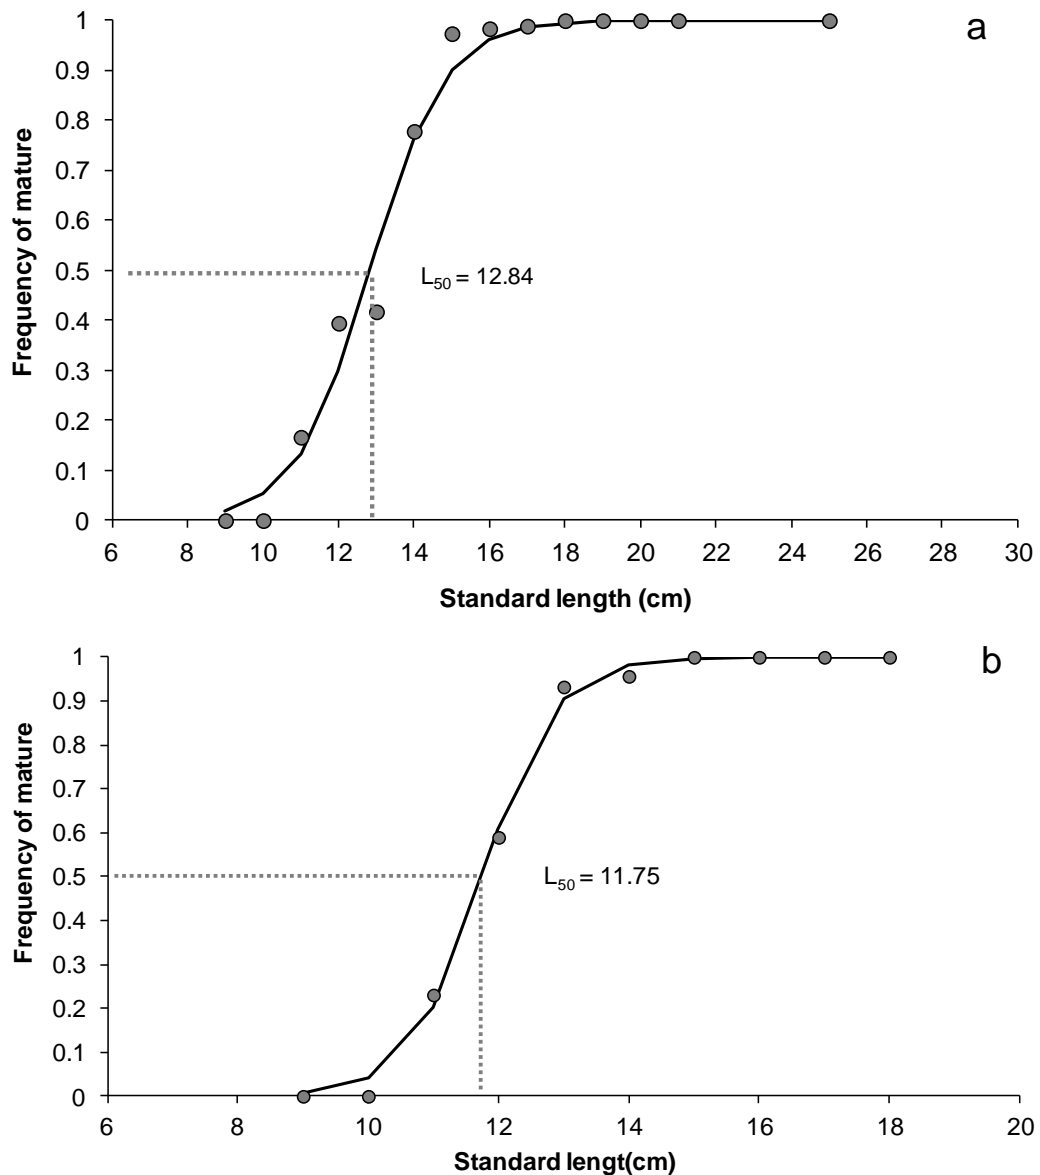 a
1
0.9
0.8
0.7
0.6
0.5
0.4
0.3
0.2
0.1
0
Frequency of mature
L50 = 12.84
6 8 10 12 14 16 18 20 22 24 26 28 30
Standard length (cm)
b
1
0.9
0.8
0.7
0.6
0.5
0.4
0.3
0.2
0.1
0
Frequency of mature
L50 = 11.75
6 8 10 12 14 16 18 20
Standard lengt(cm)